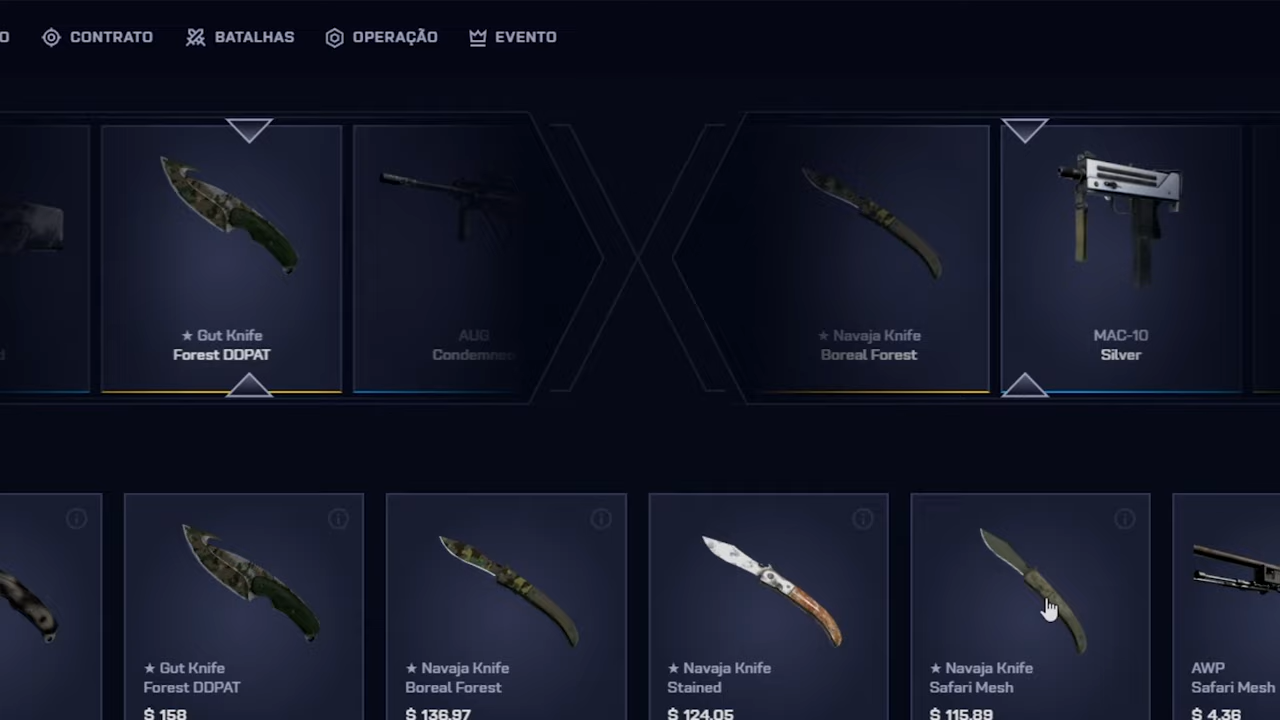 O
CONTRATO
BATALHAS
OPERAÇÃO
EVENTO
★ Gut Knife
Forest DDPAT
AUG
Condemned
★ Navaja Knife
Boreal Forest
MAC-10
Silver
★ Gut Knife
Forest DDPAT
$ 158
★ Navaja Knife
Boreal Forest
$ 136.97
★ Navaja Knife
Stained
$ 124.05
★ Navaja Knife
Safari Mesh
$ 115.89
AWP
Safari Mesh
$ 4.36